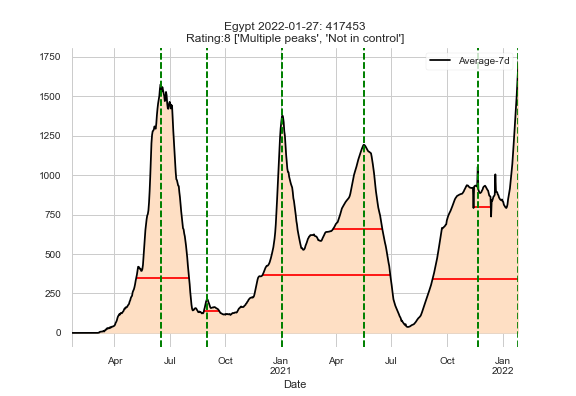 Egypt 2022-01-27: 417453
Rating:8 ['Multiple peaks', 'Not in control']
Average-7d
1750
1500
1250
1000
750
500
250
0
Apr Jul Oct Jan Apr Jul Oct Jan
2021 2022
Date